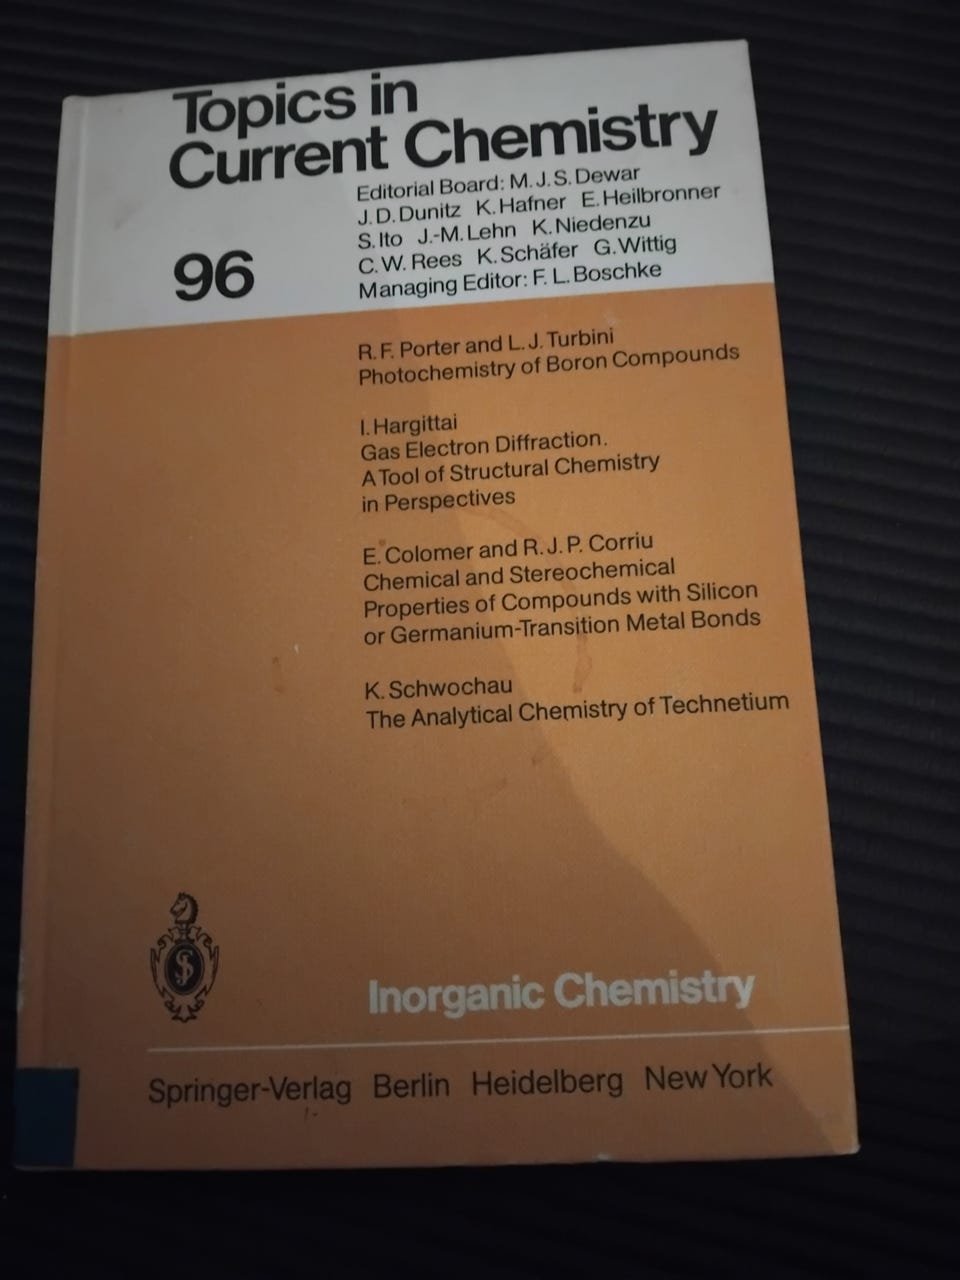 Topics in
Current Chemistry
Editorial Board: M.J.S. Dewar
J.D. Dunitz K. Hafner E. Heilbronner
S. Ito J.-M. Lehn K. Niedenzu
C.W. Rees K. Schäfer G. Wittig
Managing Editor: F.L. Boschke
96
R.F. Porter and L.J. Turbini
Photochemistry of Boron Compounds
I. Hargittai
Gas Electron Diffraction.
A Tool of Structural Chemistry
in Perspectives
E. Colomer and R.J.P. Corriu
Chemical and Stereochemical
Properties of Compounds with Silicon
or Germanium-Transition Metal Bonds
K. Schwochau
The Analytical Chemistry of Technetium
Inorganic Chemistry
Springer-Verlag Berlin Heidelberg New York